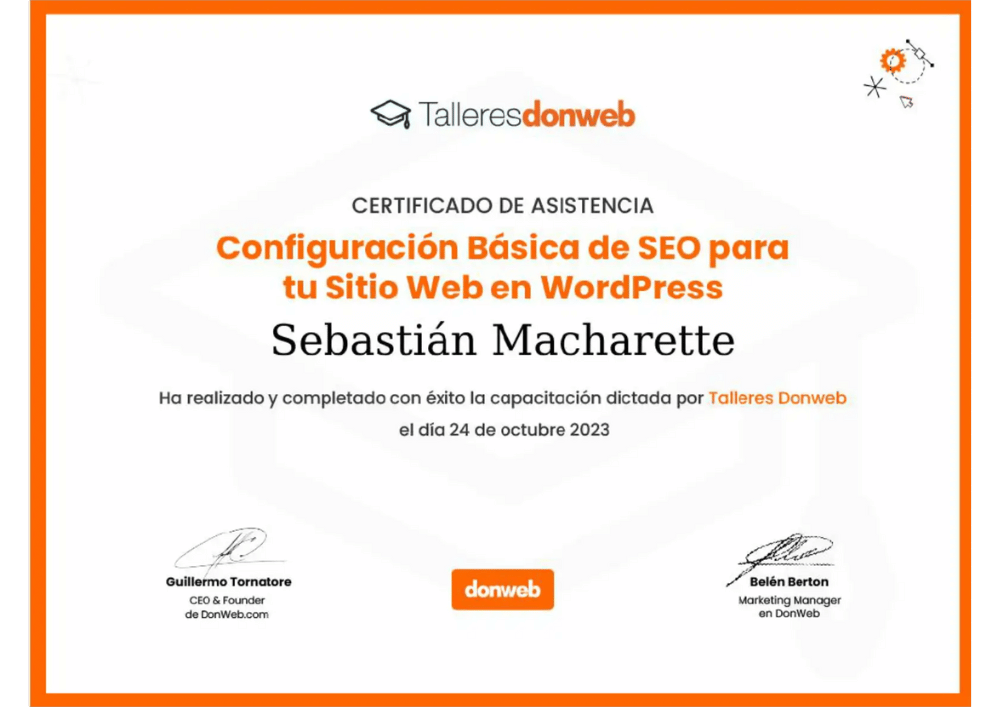 Talleresdonweb
CERTIFICADO DE ASISTENCIA
Configuración Básica de SEO para
tu Sitio Web en WordPress
Sebastián Macharette
Ha realizado y completado con éxito la capacitación dictada por Talleres Donweb
el día 24 de octubre 2023
Guillermo Tornatore
CEO & Founder
de DonWeb.com
donweb
Belén Berton
Marketing Manager
en DonWeb